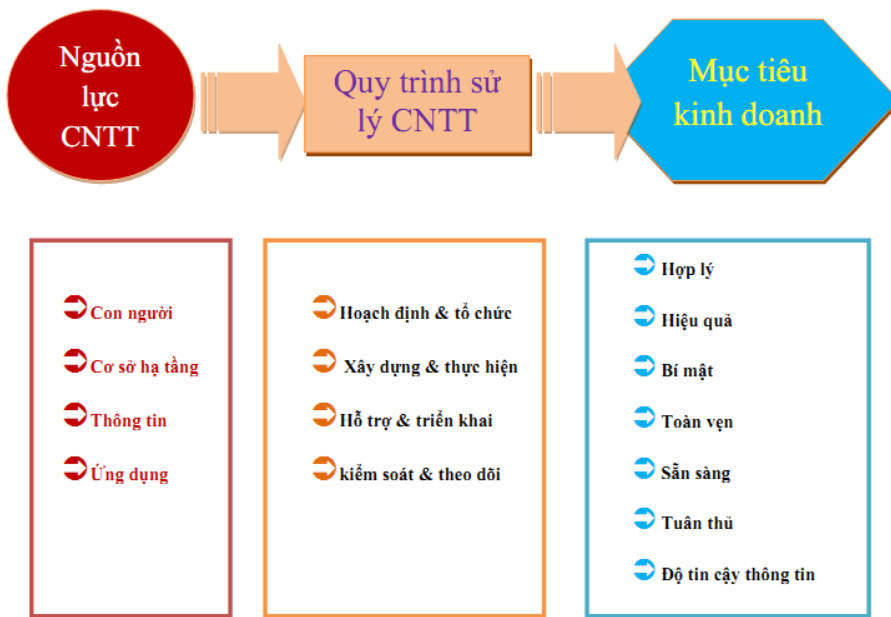 Nguồn
lực
CNTT
Quy trình sử
lý CNTT
Mục tiêu
kinh doanh
Con người
Cơ sở hạ tầng
Thông tin
Ứng dụng
Hoạch định & tổ chức
Xây dựng & thực hiện
Hỗ trợ & triển khai
kiểm soát & theo dõi
Hợp lý
Hiệu quả
Bí mật
Toàn vẹn
Sẵn sàng
Tuân thủ
Độ tin cậy thông tin